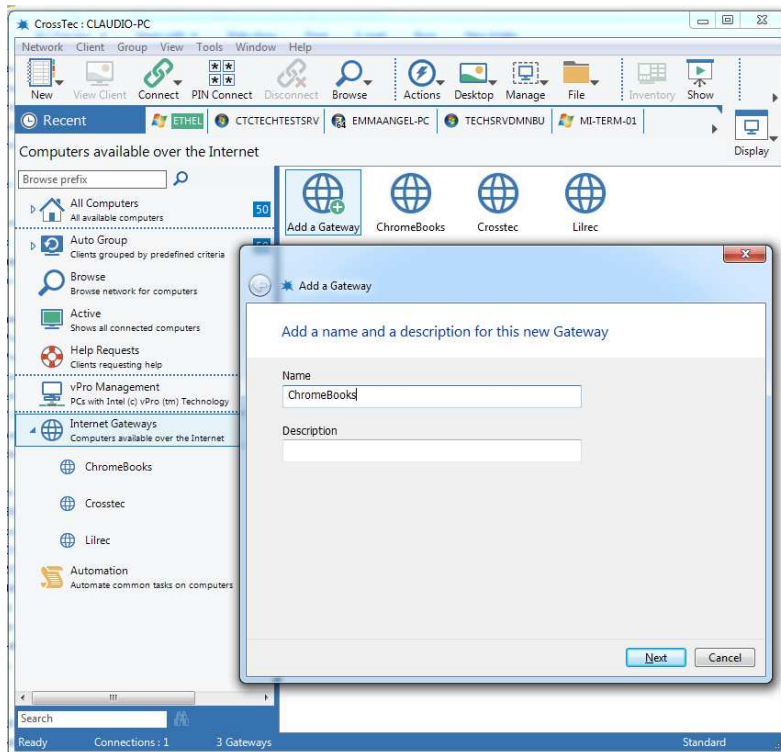 CrossTec : CLAUDIO-PC
Network Client Group View Tools Window Help
New View Client Connect PIN Connect Disconnect Browse Actions Desktop Manage File Inventory Show
Recent ETHEL CTCTECHTESTSRV EMMAANGEL-PC TECHSRVDMNBU MI-TERM-01
Display
Computers available over the Internet
Browse prefix
All Computers
All available computers
50
Auto Group
Clients grouped by predefined criteria
Browse
Browse network for computers
Active
Shows all connected computers
Help Requests
Clients requesting help
vPro Management
PCs with Intel (c) vPro (tm) Technology
Internet Gateways
Computers available over the Internet
ChromeBooks
Crosstec
Lilrec
Automation
Automate common tasks on computers
Add a Gateway ChromeBooks Crosstec Lilrec
Add a Gateway
Add a name and a description for this new Gateway
Name
ChromeBooks
Description
Next Cancel
Search
Ready Connections : 1 3 Gateways Standard